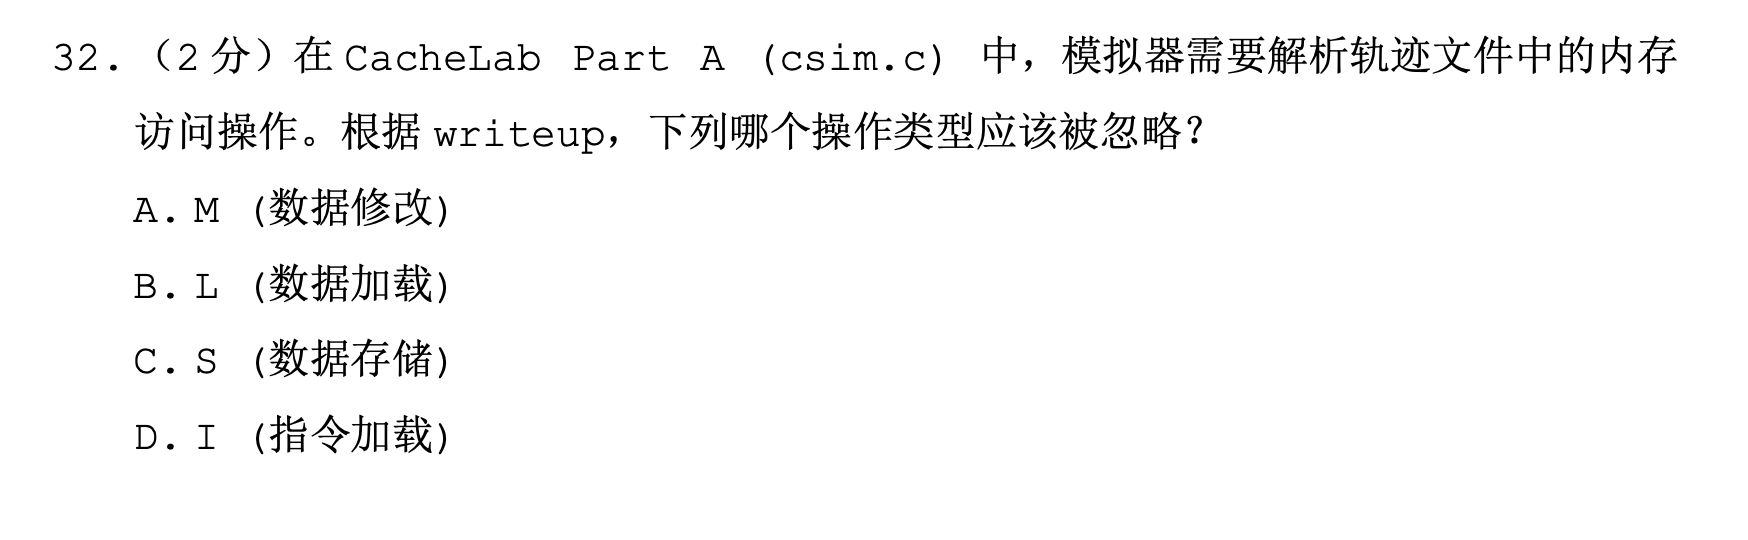 32.（2 分）在 CacheLab Part A (csim.c) 中，模拟器需要解析轨迹文件中的内存
访问操作。根据 writeup，下列哪个操作类型应该被忽略？
A. M (数据修改)
B. L (数据加载)
C. S (数据存储)
D. I (指令加载)